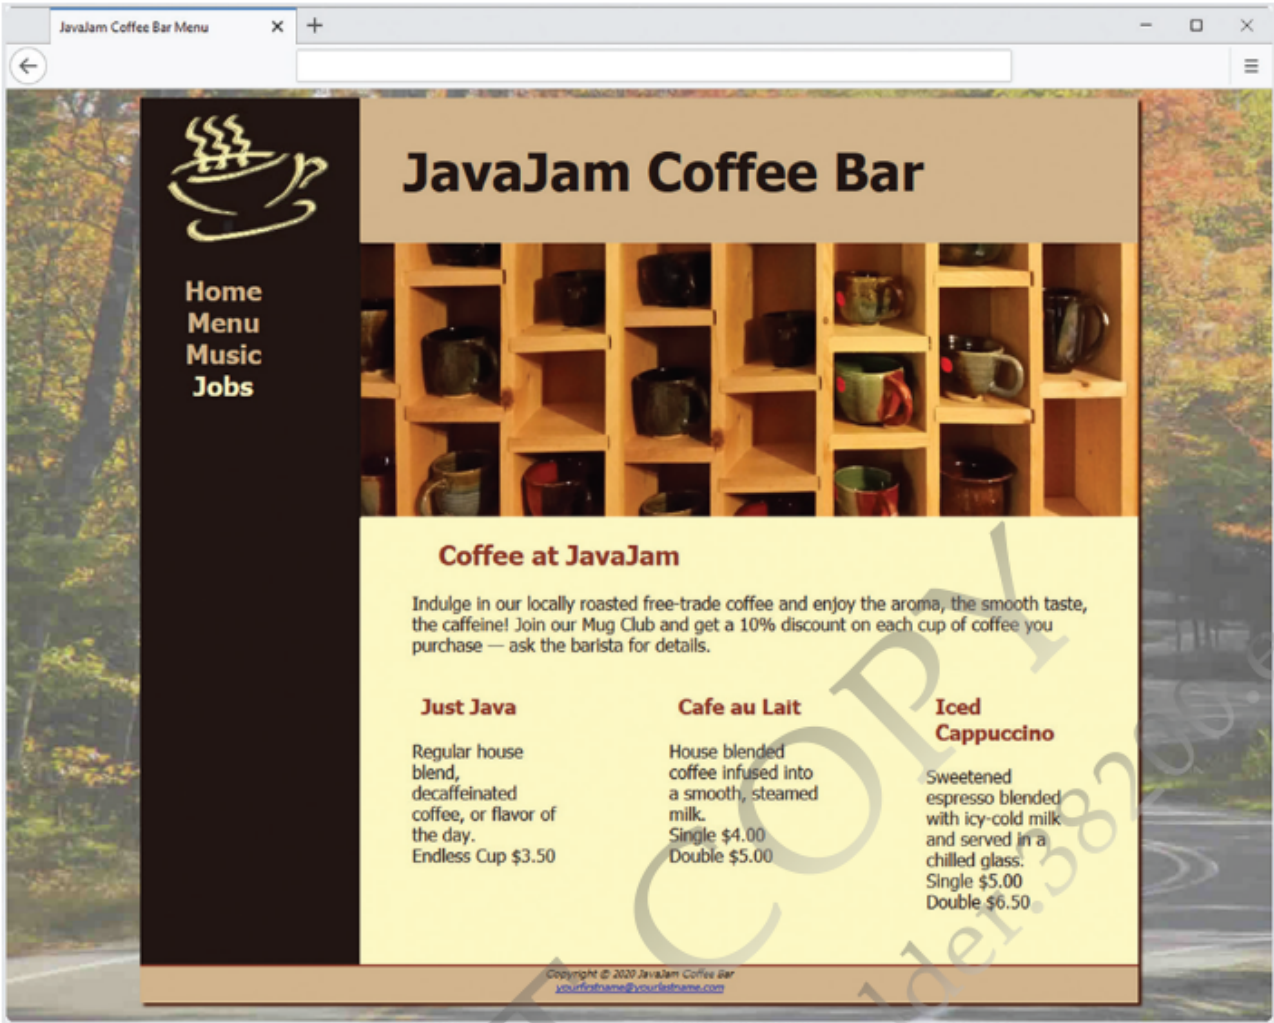 JavaJam Coffee Bar Menu
JavaJam Coffee Bar
Home
Menu
Music
Jobs
Coffee at JavaJam
Indulge in our locally roasted free-trade coffee and enjoy the aroma, the smooth taste,
the caffeine! Join our Mug Club and get a 10% discount on each cup of coffee you
purchase — ask the barista for details.
Just Java
Regular house
blend,
decaffeinated
coffee, or flavor of
the day.
Endless Cup $3.50
Cafe au Lait
House blended
coffee infused into
a smooth, steamed
milk.
Single $4.00
Double $5.00
Iced
Cappuccino
Sweetened
espresso blended
with icy-cold milk
and served in a
chilled glass.
Single $5.00
Double $6.50
Copyright © 2020 JavaJam Coffee Bar
yourfirstname@yourlastname.com
COPY